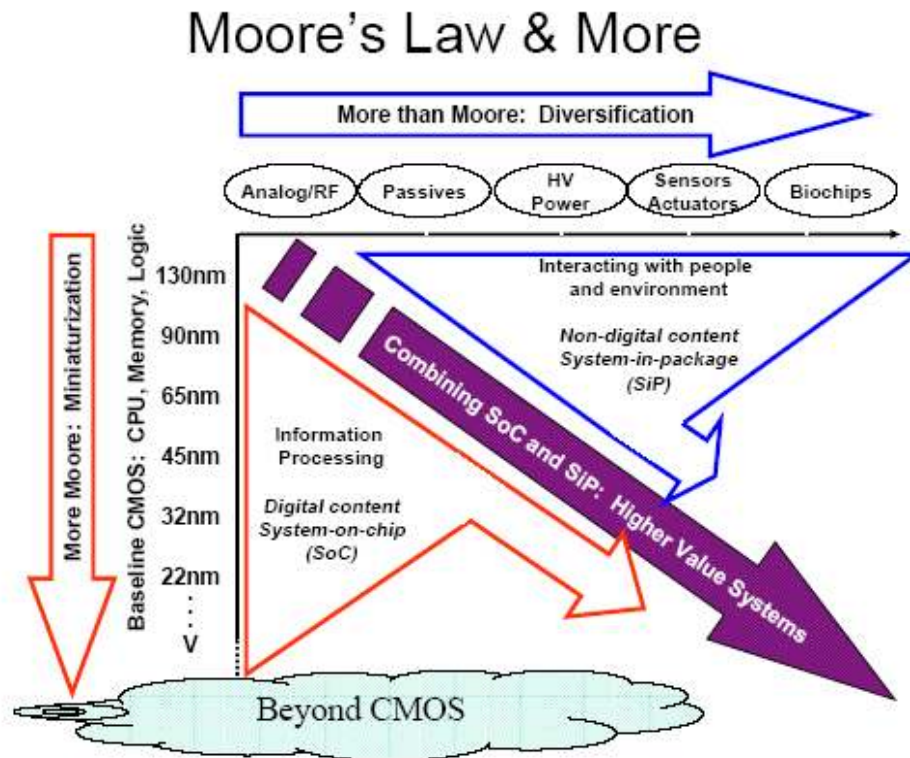 Moore's Law & More
More than Moore: Diversification
Analog/RF
Passives
HV
Power
Sensors
Actuators
Biochips
More Moore: Miniaturization
Baseline CMOS: CPU, Memory, Logic
130nm
90nm
65nm
45nm
32nm
22nm
V
Interacting with people
and environment
Non-digital content
System-in-package
(SiP)
Combining SoC and SiP: Higher Value Systems
Information
Processing
Digital content
System-on-chip
(SoC)
Beyond CMOS